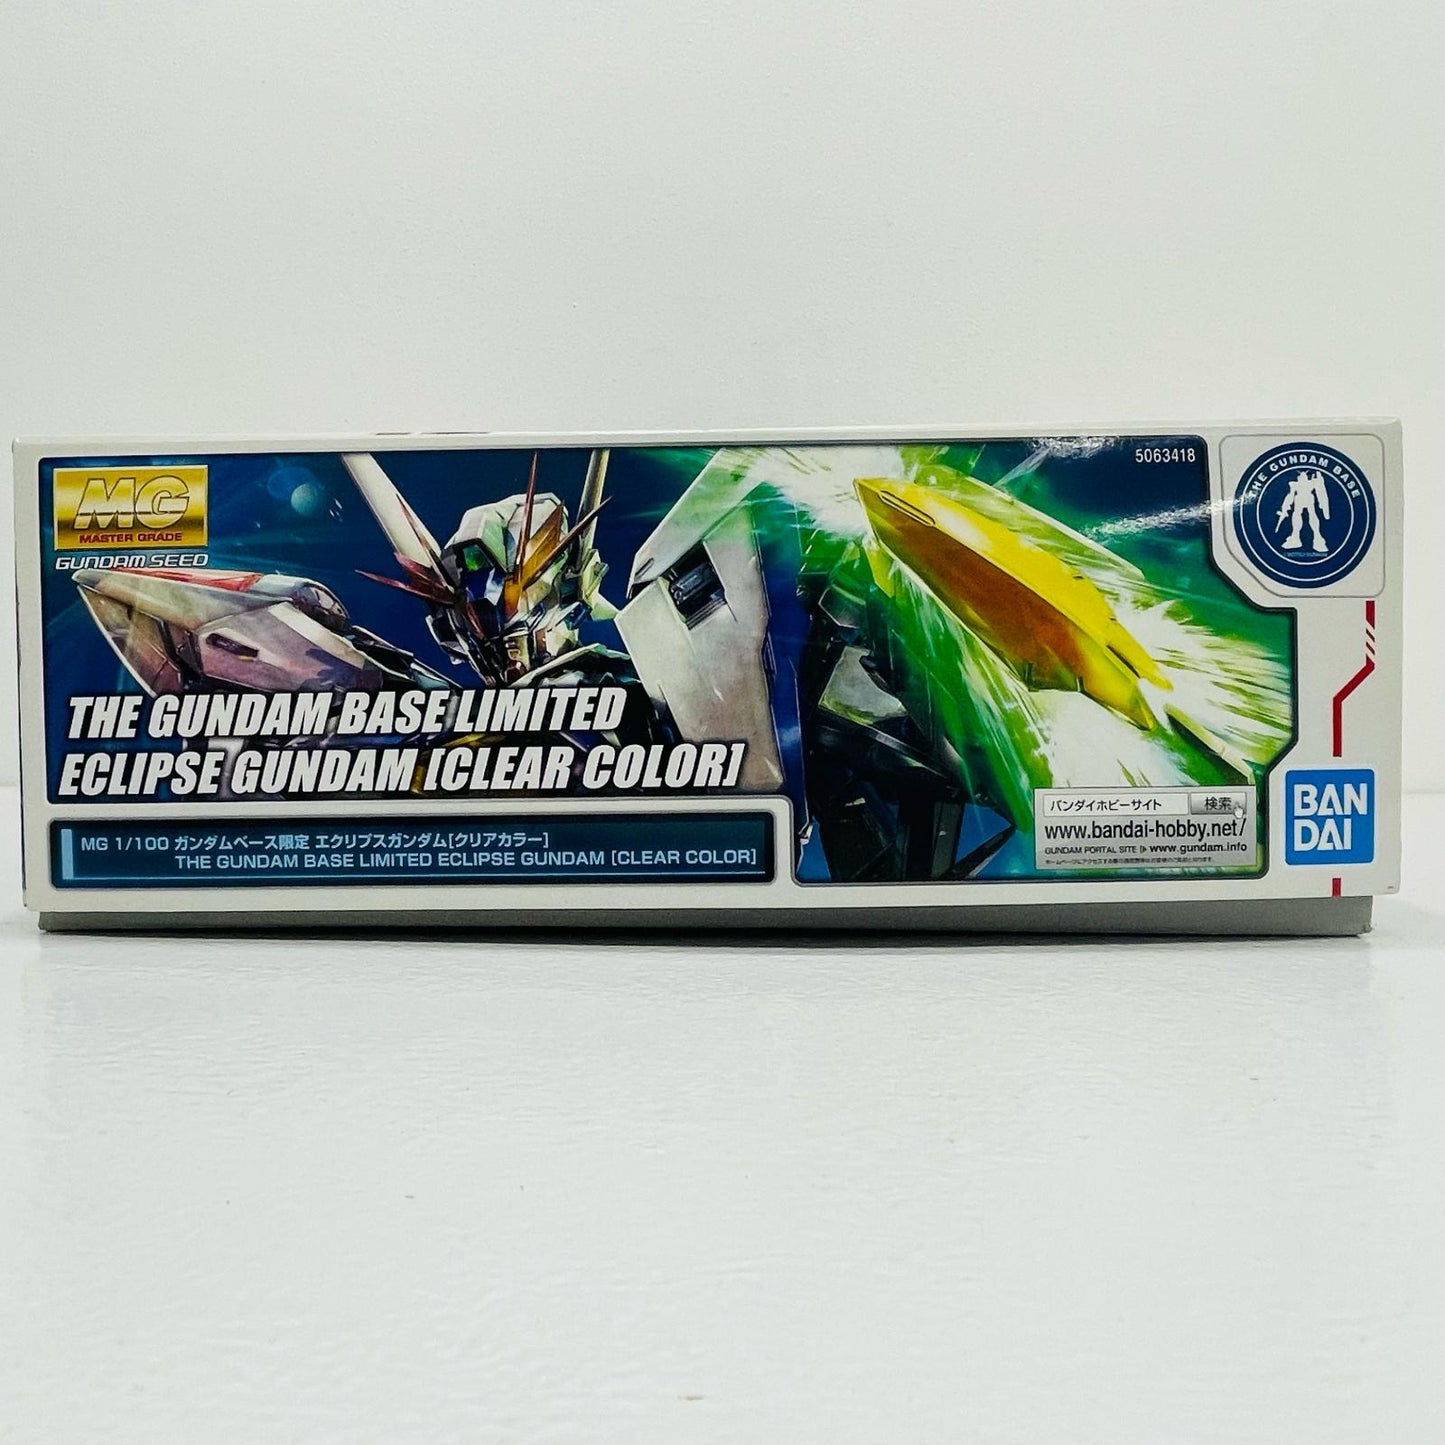 MG
MASTER GRADE
GUNDAM SEED
5063418
THE GUNDAM BASE
THE GUNDAM BASE LIMITED
ECLIPSE GUNDAM [CLEAR COLOR]
MG 1/100 ガンダムベース限定 エクリプスガンダム[クリアカラー]
THE GUNDAM BASE LIMITED ECLIPSE GUNDAM [CLEAR COLOR]
バンダイホビーサイト 検索
www.bandai-hobby.net/
GUNDAM PORTAL SITE www.gundam.info
BAN
DAI